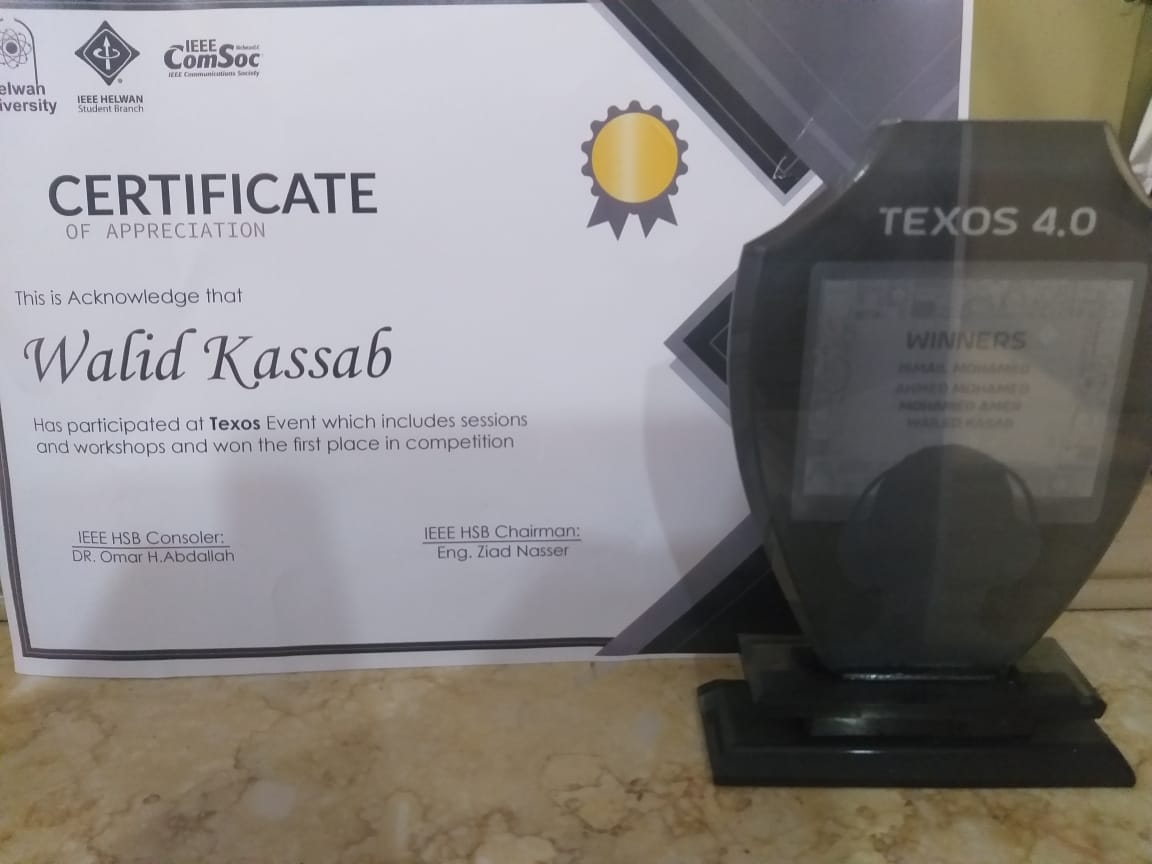 elwan
iversity
IEEE HELWAN
Student Branch
IEEE
ComSoc
IEEE Communications Society
CERTIFICATE
OF APPRECIATION
This is Acknowledge that
Walid Kassab
Has participated at Texos Event which includes sessions
and workshops and won the first place in competition
IEEE HSB Consoler:
DR. Omar H.Abdallah
IEEE HSB Chairman:
Eng. Ziad Nasser
TEXOS 4.0
WINNERS
ISMAIL MOHAMED
AHMED MOHAMED
MOHAMED AMEN
KASSAB